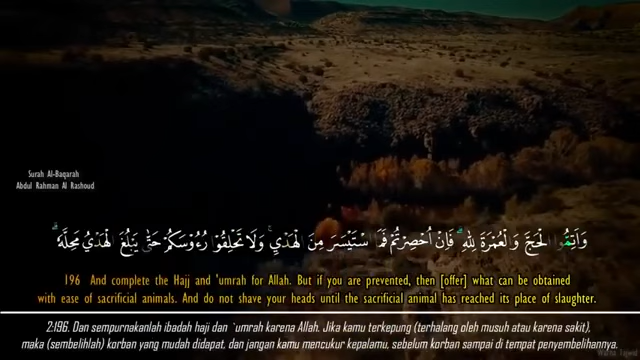 Surah Al-Baqarah
Abdul Rahman Al Rashoud
وَاَتِمُّوا الْحَجَّ وَالْعُمْرَةَ لِلّٰهِ ۗ فَاِنْ اُحْصِرْتُمْ فَمَا اسْتَيْسَرَ مِنَ الْهَدْيِ ۚ وَلَا تَحْلِقُوْا رُءُوْسَكُمْ حَتّٰى يَبْلُغَ الْهَدْيُ مَحِلَّهٗ ۗ
196 And complete the Hajj and 'umrah for Allah. But if you are prevented, then [offer] what can be obtained
with ease of sacrificial animals. And do not shave your heads until the sacrificial animal has reached its place of slaughter.
2:196. Dan sempurnakanlah ibadah haji dan `umrah karena Allah. Jika kamu terkepung (terhalang oleh musuh atau karena sakit),
maka (sembelihlah) korban yang mudah didapat, dan jangan kamu mencukur kepalamu, sebelum korban sampai di tempat penyembelihannya.